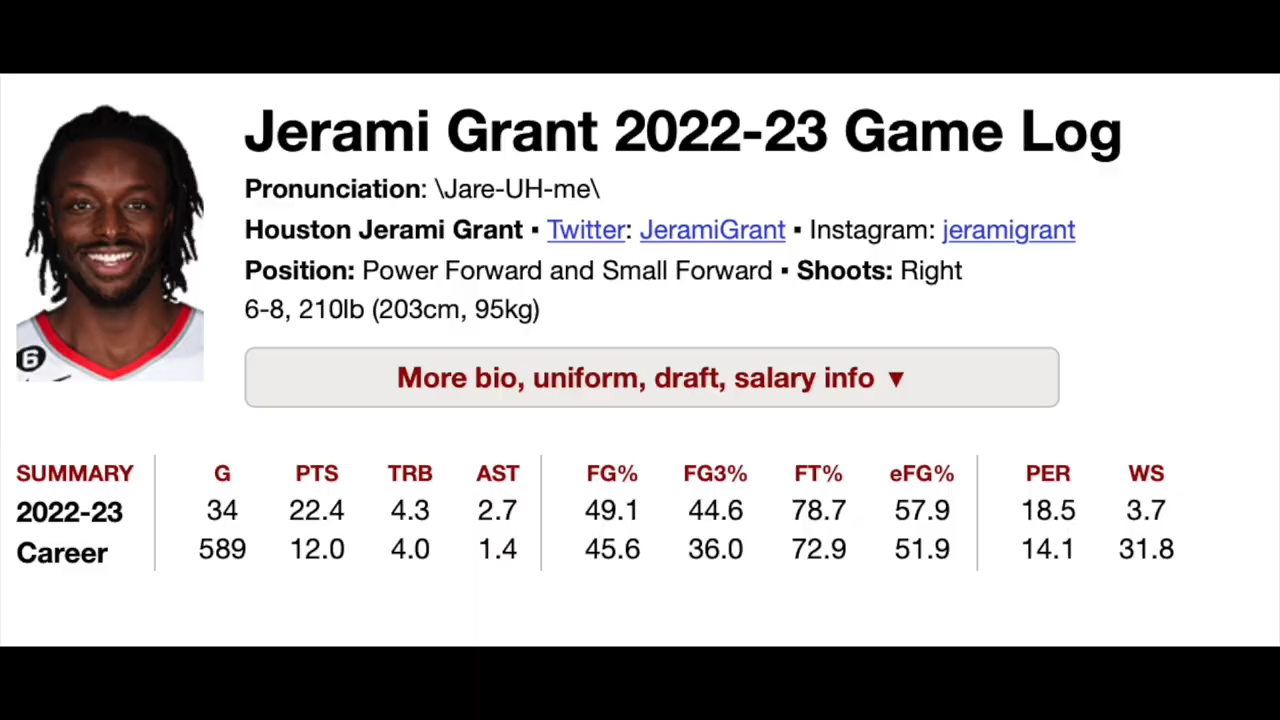 Jerami Grant 2022-23 Game Log
Pronunciation: \Jare-UH-me\
Houston Jerami Grant ▪ Twitter: JeramiGrant ▪ Instagram: jeramigrant
Position: Power Forward and Small Forward ▪ Shoots: Right
6-8, 210lb (203cm, 95kg)
6
More bio, uniform, draft, salary info ▼
SUMMARY G PTS TRB AST FG% FG3% FT% eFG% PER WS
2022-23 34 22.4 4.3 2.7 49.1 44.6 78.7 57.9 18.5 3.7
Career 589 12.0 4.0 1.4 45.6 36.0 72.9 51.9 14.1 31.8